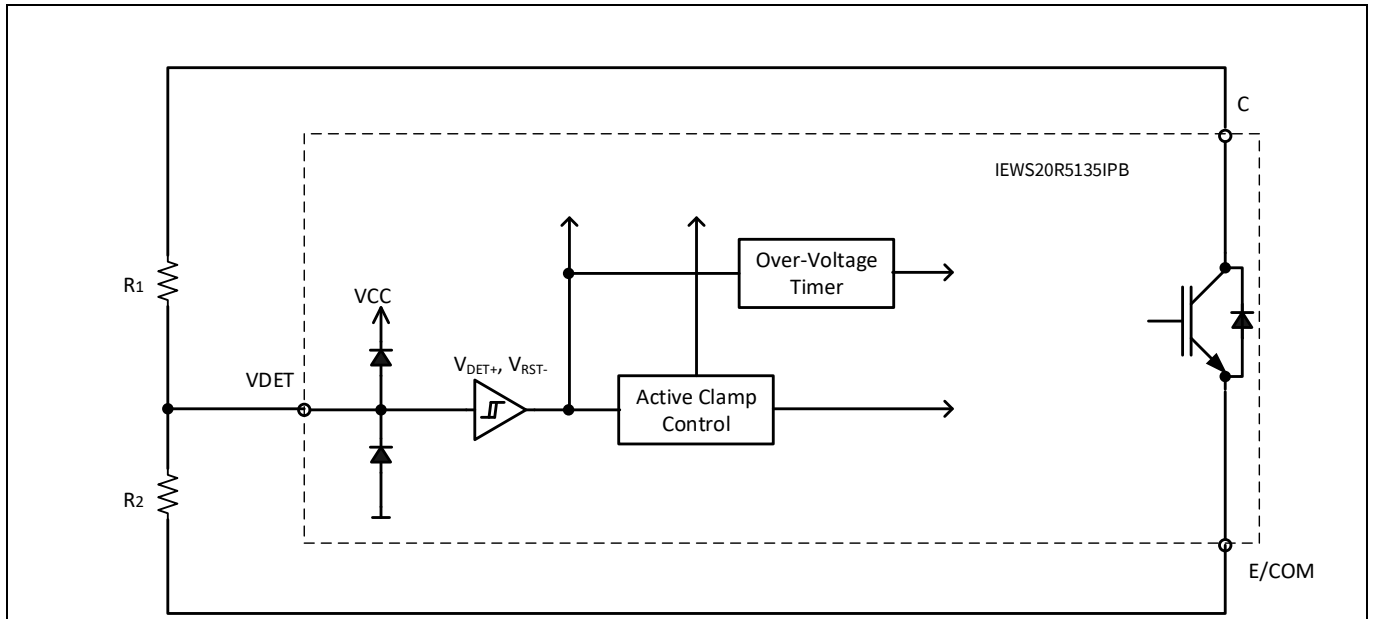 C
IEWS20R5135IPB
Over-Voltage
Timer
R1
VCC
VDET
VDET+, VRST-
Active Clamp
Control
R2
E/COM